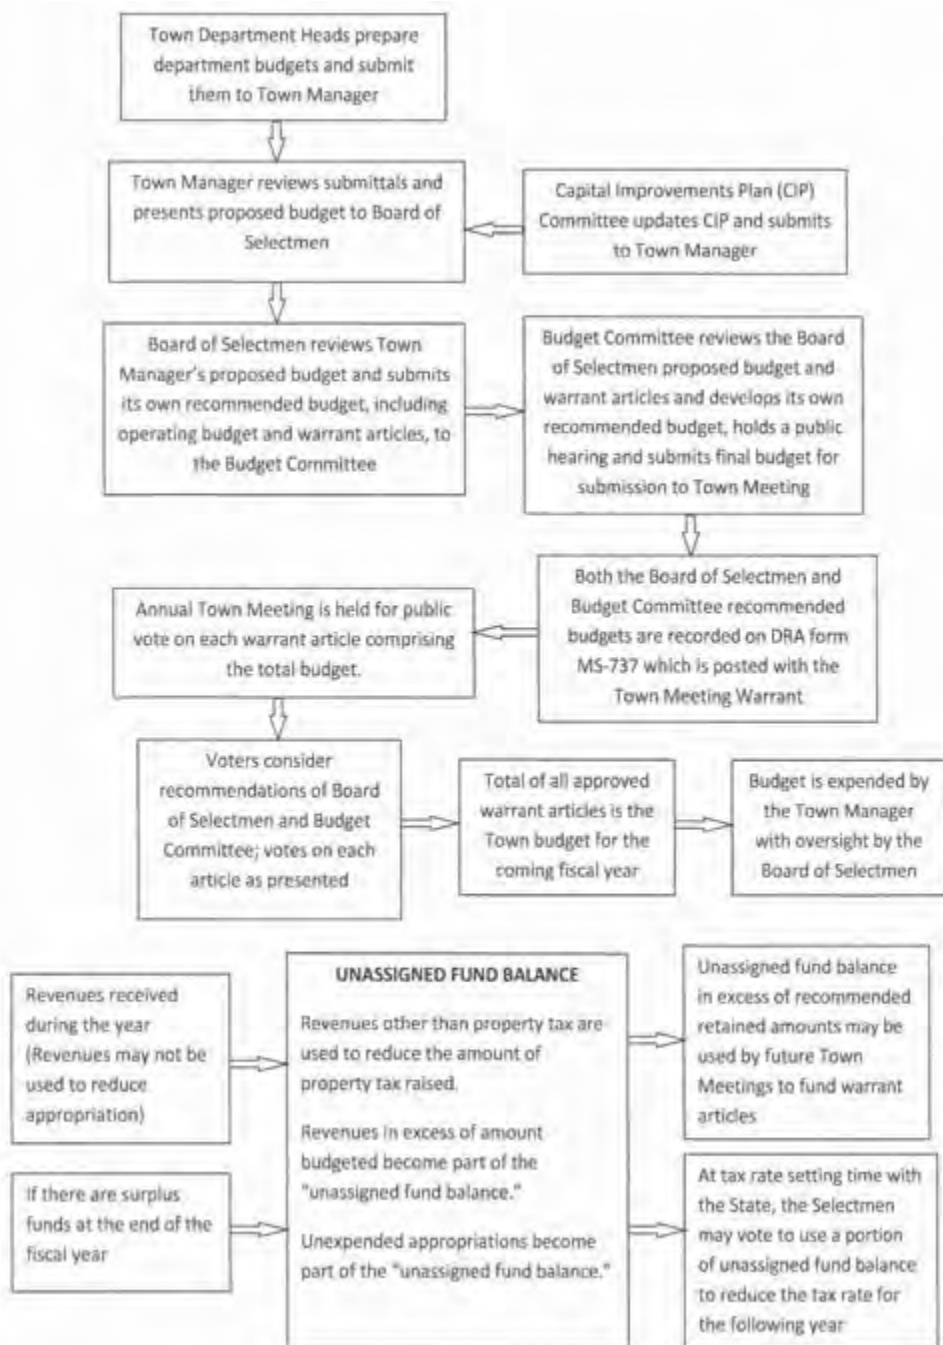 Town Department Heads prepare
department budgets and submit
them to Town Manager
Town Manager reviews submittals and
presents proposed budget to Board of
Selectmen
Capital Improvements Plan (CIP)
Committee updates CIP and submits
to Town Manager
Board of Selectmen reviews Town
Manager's proposed budget and submits
its own recommended budget, including
operating budget and warrant articles, to
the Budget Committee
Budget Committee reviews the Board
of Selectmen proposed budget and
warrant articles and develops its own
recommended budget, holds a public
hearing and submits final budget for
submission to Town Meeting
Both the Board of Selectmen and
Budget Committee recommended
budgets are recorded on DRA form
MS-737 which is posted with the
Town Meeting Warrant
Annual Town Meeting is held for public
vote on each warrant article comprising
the total budget.
Voters consider
recommendations of Board
of Selectmen and Budget
Committee; votes on each
article as presented
Total of all approved
warrant articles is the
Town budget for the
coming fiscal year
Budget is expended by
the Town Manager
with oversight by the
Board of Selectmen
Revenues received
during the year
(Revenues may not be
used to reduce
appropriation)
If there are surplus
funds at the end of the
fiscal year
UNASSIGNED FUND BALANCE
Revenues other than property tax are
used to reduce the amount of
property tax raised.
Revenues in excess of amount
budgeted become part of the
"unassigned fund balance."
Unexpended appropriations become
part of the "unassigned fund balance."
Unassigned fund balance
in excess of recommended
retained amounts may be
used by future Town
Meetings to fund warrant
articles
At tax rate setting time with
the State, the Selectmen
may vote to use a portion
of unassigned fund balance
to reduce the tax rate for
the following year